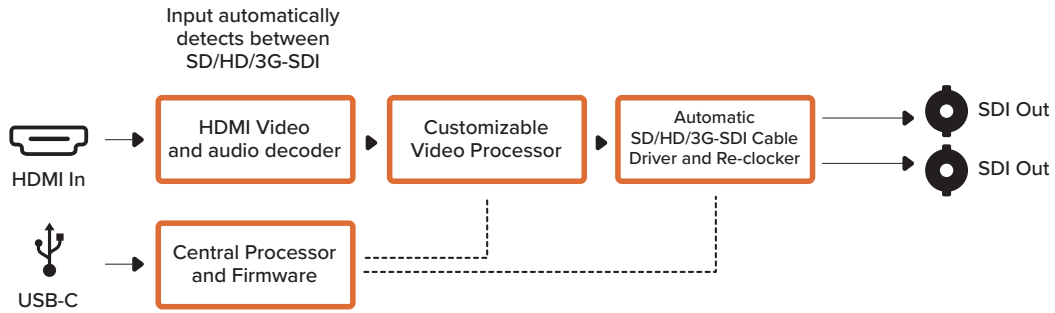 Input automatically
detects between
SD/HD/3G-SDI
HDMI In
HDMI Video
and audio decoder
Customizable
Video Processor
Automatic
SD/HD/3G-SDI Cable
Driver and Re-clocker
SDI Out
SDI Out
USB-C
Central Processor
and Firmware